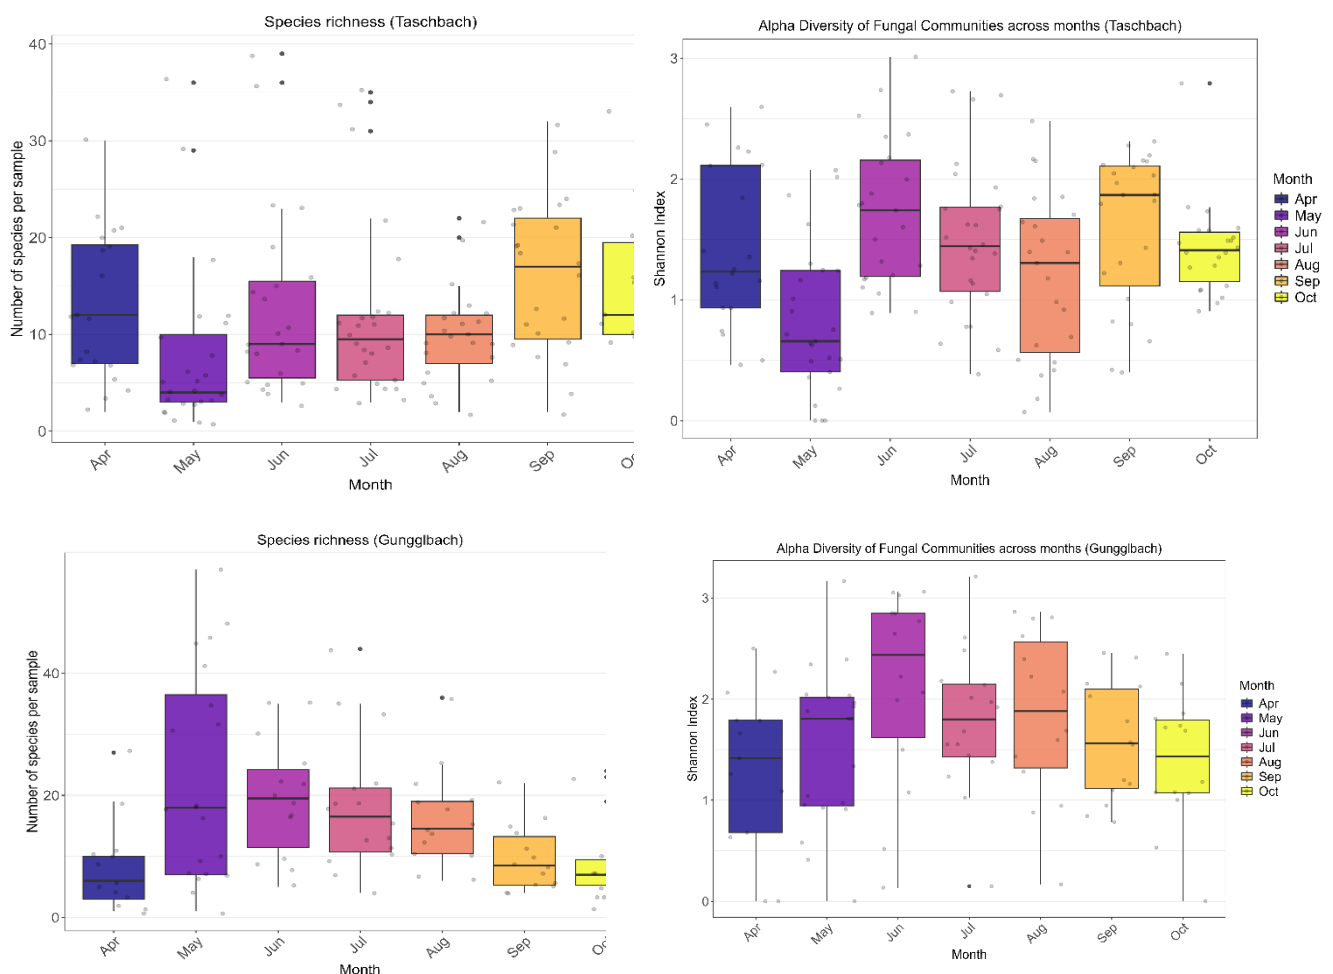 Species richness (Taschbach)
Number of species per sample
40
30
20
10
0
Apr
May
Jun
Jul
Aug
Sep
Oc
Month
Alpha Diversity of Fungal Communities across months (Taschbach)
Shannon Index
3
2
1
0
Apr
May
Jun
Jul
Aug
Sep
Oct
Month
Month
Apr
May
Jun
Jul
Aug
Sep
Oct
Species richness (Gungglbach)
Number of species per sample
40
20
0
Apr
May
Jun
Jul
Aug
Sep
Oc
Month
Alpha Diversity of Fungal Communities across months (Gungglbach)
Shannon Index
3
2
1
0
Apr
May
Jun
Jul
Aug
Sep
Oct
Month
Month
Apr
May
Jun
Jul
Aug
Sep
Oct